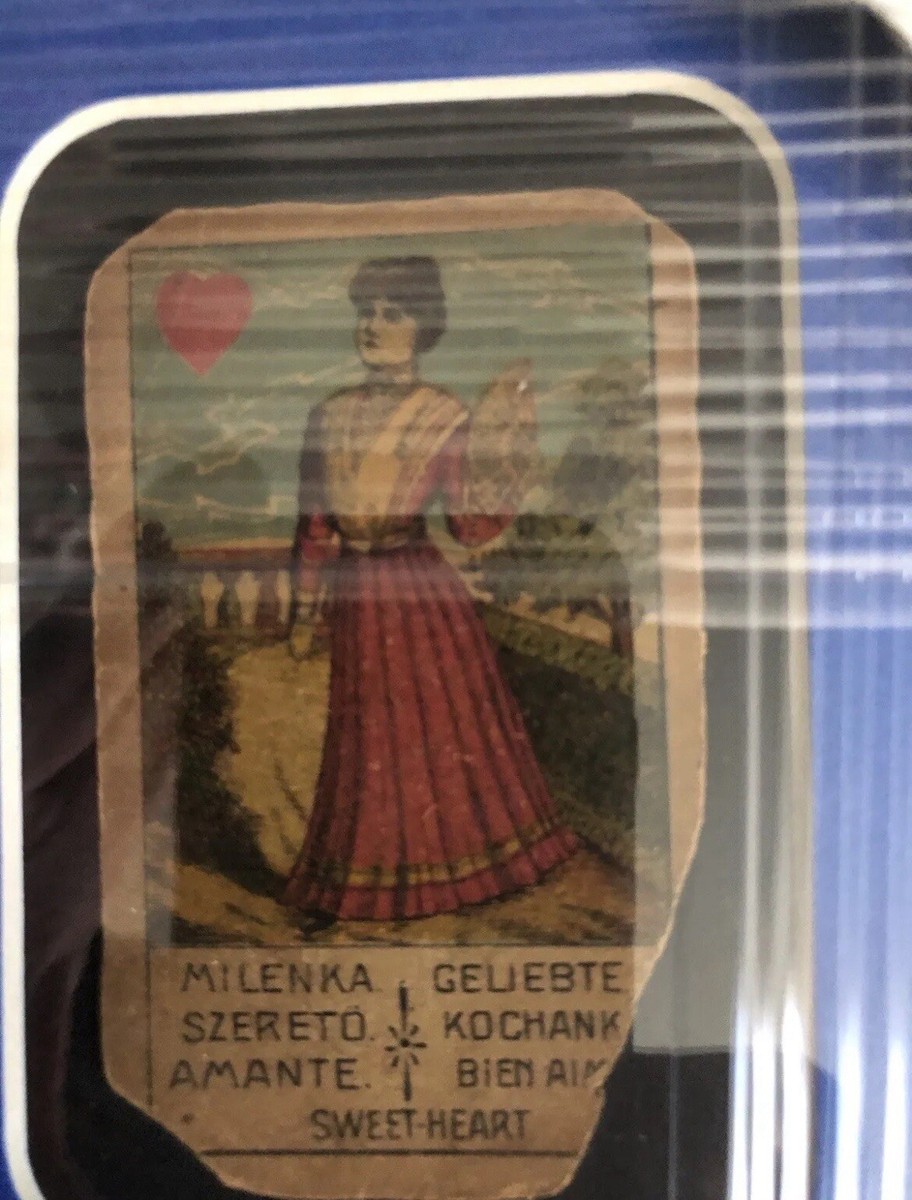 MILENKA. GELIEBTE
SZERETŐ. KOCHANK
AMANTE. BIEN AIM
SWEET-HEART